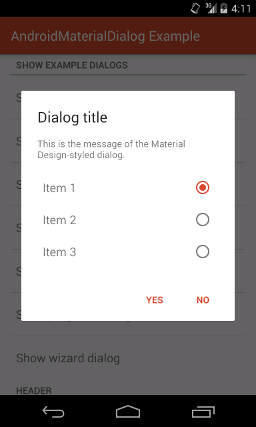 3G 4:11
AndroidMaterialDialog Example
SHOW EXAMPLE DIALOGS
Dialog title
This is the message of the Material
Design-styled dialog.
Item 1
Item 2
Item 3
YES NO
Show wizard dialog
HEADER